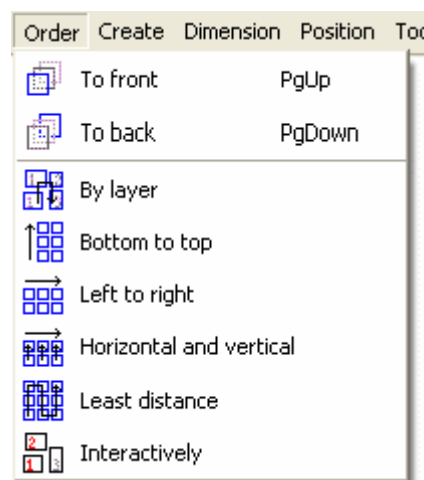 Order Create Dimension Position
To front PgUp
To back PgDown
By layer
Bottom to top
Left to right
Horizontal and vertical
Least distance
Interactively